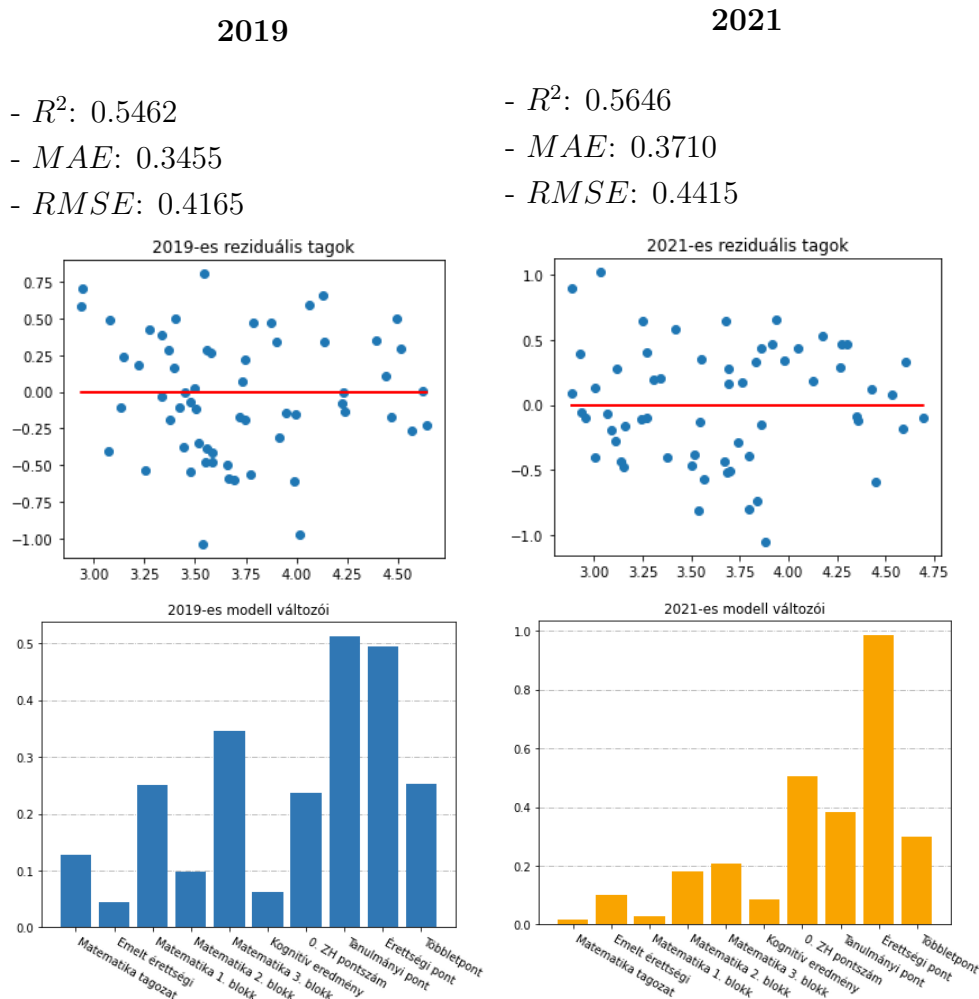 2019
- R²: 0.5462
- MAE: 0.3455
- RMSE: 0.4165
2019-es reziduális tagok
0.75
0.50
0.25
0.00
−0.25
−0.50
−0.75
−1.00
3.00 3.25 3.50 3.75 4.00 4.25 4.50
2019-es modell változói
0.5
0.4
0.3
0.2
0.1
0.0
Matematika tagozat
Emelt érettségi
Matematika 1. blokk
Matematika 2. blokk
Matematika 3. blokk
Kognitív eredmény
0. ZH pontszám
Tanulmányi pont
Érettségi pont
Többletpont
2021
- R²: 0.5646
- MAE: 0.3710
- RMSE: 0.4415
2021-es reziduális tagok
1.0
0.5
0.0
−0.5
−1.0
3.00 3.25 3.50 3.75 4.00 4.25 4.50 4.75
2021-es modell változói
1.0
0.8
0.6
0.4
0.2
0.0
Matematika tagozat
Emelt érettségi
Matematika 1. blokk
Matematika 2. blokk
Matematika 3. blokk
Kognitív eredmény
0. ZH pontszám
Tanulmányi pont
Érettségi pont
Többletpont